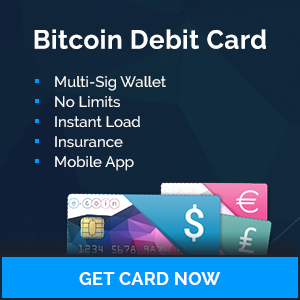 Bitcoin Debit Card
Multi-Sig Wallet
No Limits
Instant Load
Insurance
Mobile App
e-coin
$
€
£
1234 5678 9
GET CARD NOW